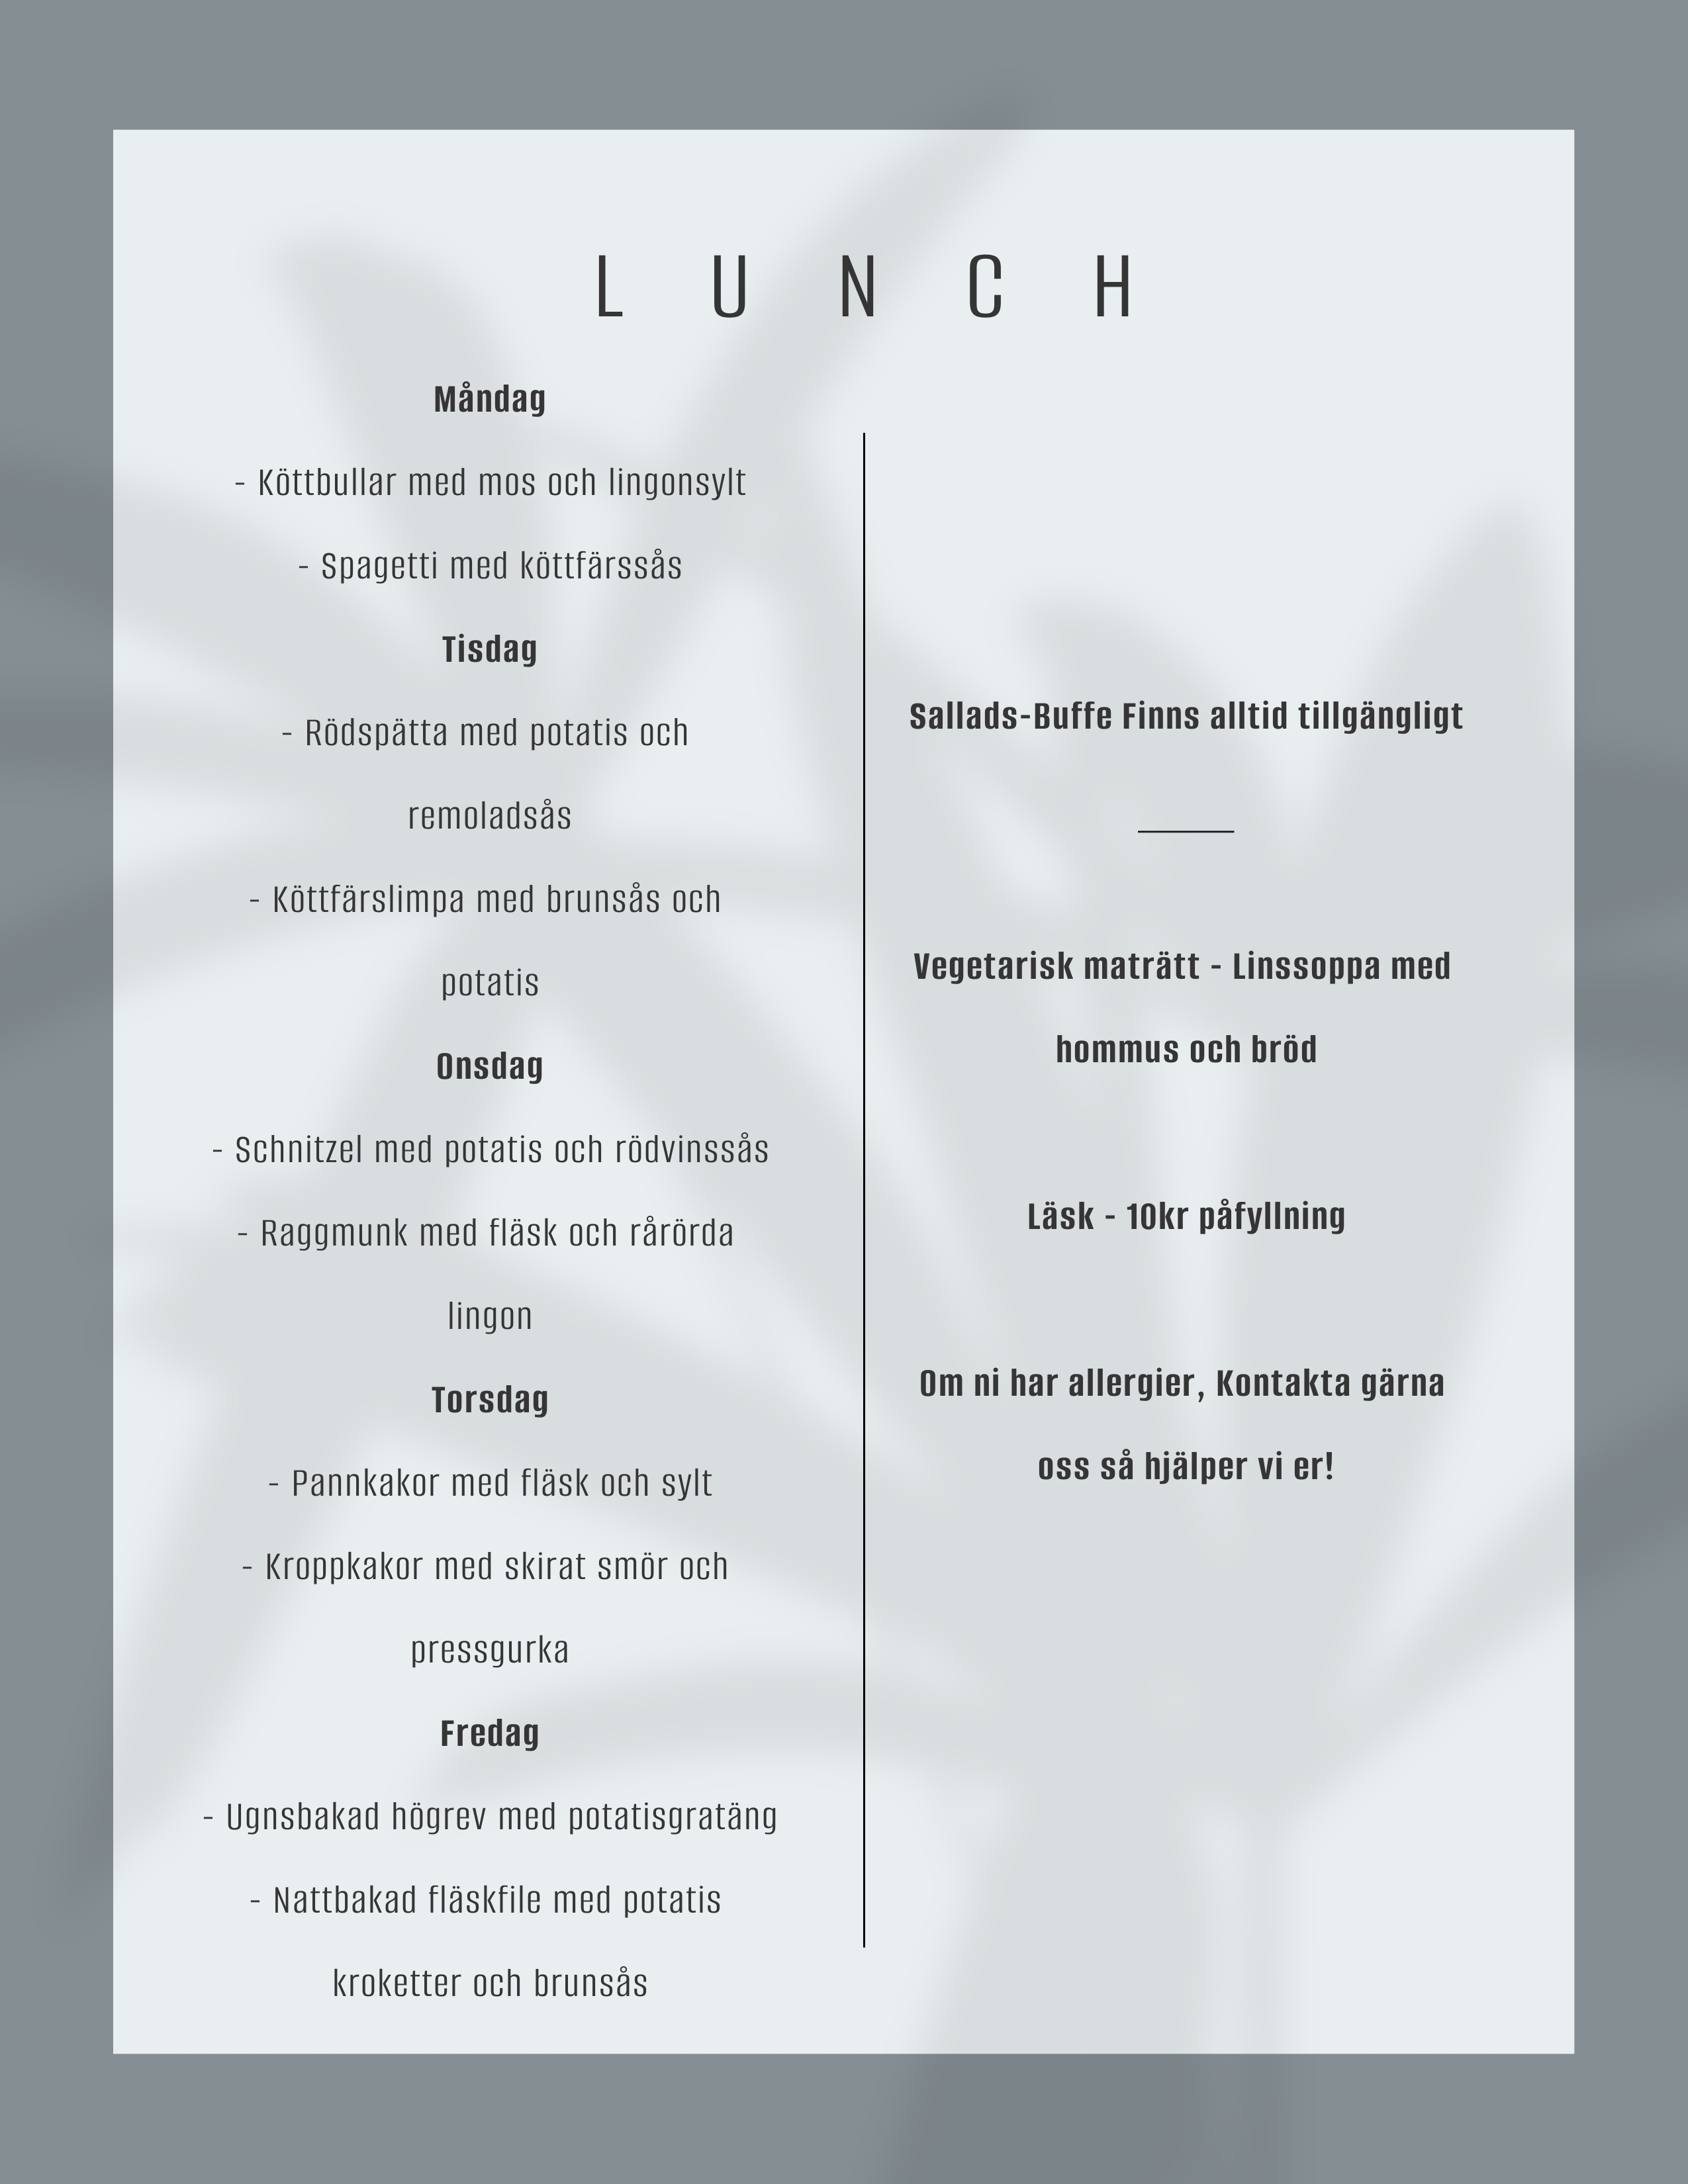 LUNCH
Måndag
- Köttbullar med mos och lingonsylt
- Spagetti med köttfärssås
Tisdag
- Rödspätta med potatis och
remoladsås
- Köttfärslimpa med brunsås och
potatis
Onsdag
- Schnitzel med potatis och rödvinssås
- Raggmunk med fläsk och rårörda
lingon
Torsdag
- Pannkakor med fläsk och sylt
- Kroppkakor med skirat smör och
pressgurka
Fredag
- Ugnsbakad högrev med potatisgratäng
- Nattbakad fläskfile med potatis
kroketter och brunsås
Sallads-Buffe Finns alltid tillgängligt
Vegetarisk maträtt - Linssoppa med
hommus och bröd
Läsk - 10kr påfyllning
Om ni har allergier, Kontakta gärna
oss så hjälper vi er!